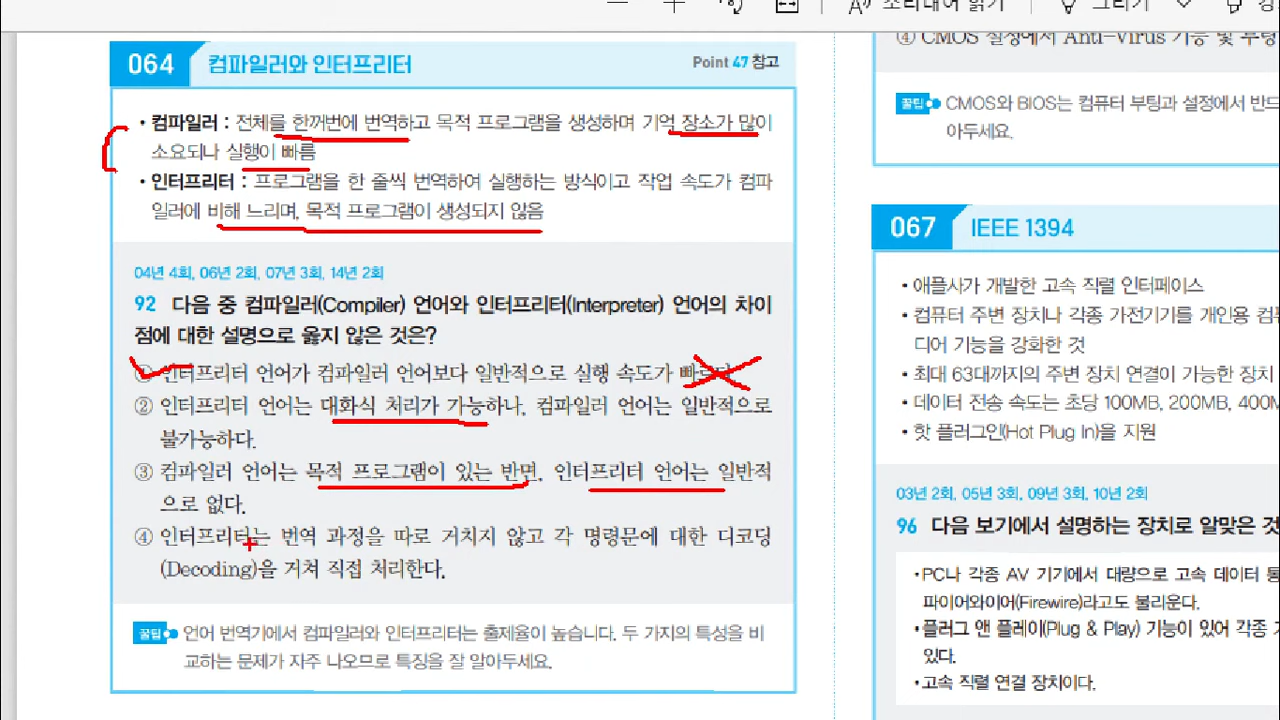 소리내어 읽기
그리기
064 컴파일러와 인터프리터 Point 47 참고
• 컴파일러 : 전체를 한꺼번에 번역하고 목적 프로그램을 생성하며 기억 장소가 많이
소요되나 실행이 빠름
• 인터프리터 : 프로그램을 한 줄씩 번역하여 실행하는 방식이고 작업 속도가 컴파
일러에 비해 느리며, 목적 프로그램이 생성되지 않음
04년 4회, 06년 2회, 07년 3회, 14년 2회
92 다음 중 컴파일러(Compiler) 언어와 인터프리터(Interpreter) 언어의 차이
점에 대한 설명으로 옳지 않은 것은?
① 인터프리터 언어가 컴파일러 언어보다 일반적으로 실행 속도가 빠르다.
② 인터프리터 언어는 대화식 처리가 가능하나, 컴파일러 언어는 일반적으로
불가능하다.
③ 컴파일러 언어는 목적 프로그램이 있는 반면, 인터프리터 언어는 일반적
으로 없다.
④ 인터프리터는 번역 과정을 따로 거치지 않고 각 명령문에 대한 디코딩
(Decoding)을 거쳐 직접 처리한다.
꿀팁 언어 번역기에서 컴파일러와 인터프리터는 출제율이 높습니다. 두 가지의 특성을 비
교하는 문제가 자주 나오므로 특징을 잘 알아두세요.
④ CMOS 설정에서 Anti-Virus 기능 및 부팅
꿀팁 CMOS와 BIOS는 컴퓨터 부팅과 설정에서 반드
아두세요.
067 IEEE 1394
• 애플사가 개발한 고속 직렬 인터페이스
• 컴퓨터 주변 장치나 각종 가전기기를 개인용
디어 기능을 강화한 것
• 최대 63대까지의 주변 장치 연결이 가능한 장치
• 데이터 전송 속도는 초당 100MB, 200MB, 400M
• 핫 플러그인(Hot Plug In)을 지원
03년 2회, 05년 3회, 09년 3회, 10년 2회
96 다음 보기에서 설명하는 장치로 알맞은 것
• PC나 각종 AV 기기에서 대량으로 고속 데이터 통
파이어와이어(Firewire)라고도 불리운다.
• 플러그 앤 플레이(Plug & Play) 기능이 있어 각종
있다.
• 고속 직렬 연결 장치이다.